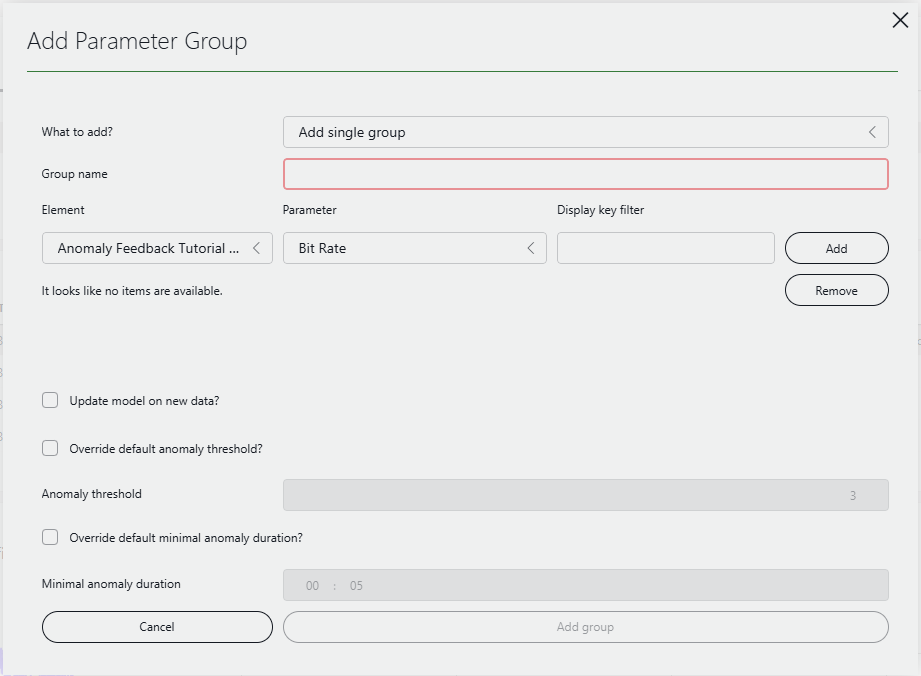 Add Parameter Group
What to add?
Add single group
Group name
Element
Parameter
Display key filter
Anomaly Feedback Tutorial ...
Bit Rate
Add
It looks like no items are available.
Remove
Update model on new data?
Override default anomaly threshold?
Anomaly threshold
3
Override default minimal anomaly duration?
Minimal anomaly duration
00 : 05
Cancel
Add group